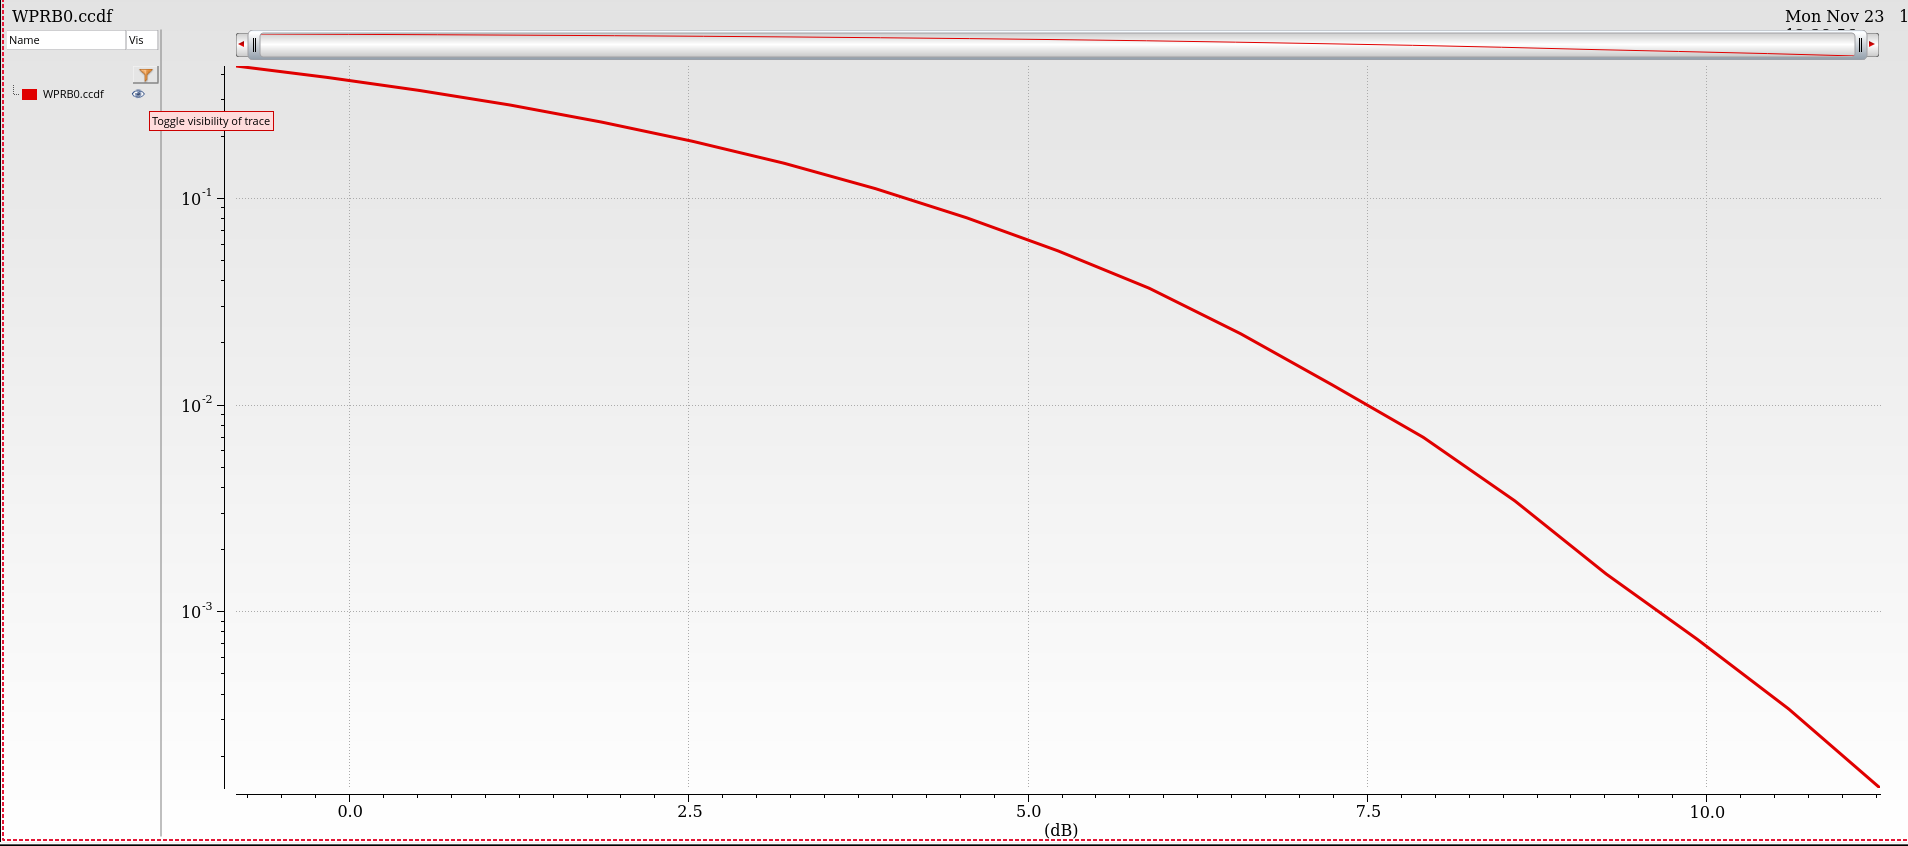 WPRB0.ccdf
Mon Nov 23 1
Name Vis
WPRB0.ccdf
Toggle visibility of trace
10-1
10-2
10-3
0.0 2.5 5.0 7.5 10.0
(dB)